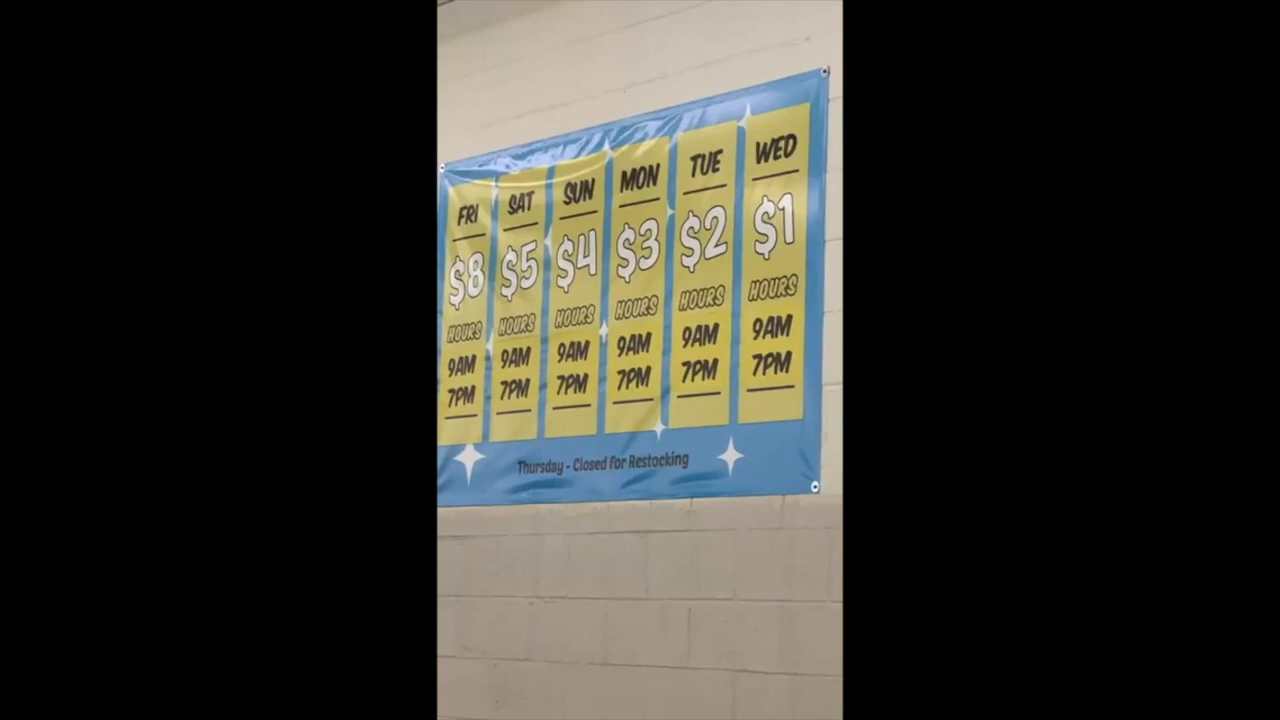 FRI SAT SUN MON TUE WED
$8 $5 $4 $3 $2 $1
HOURS HOURS HOURS HOURS HOURS HOURS
9AM 9AM 9AM 9AM 9AM 9AM
7PM 7PM 7PM 7PM 7PM 7PM
Thursday - Closed for Restocking